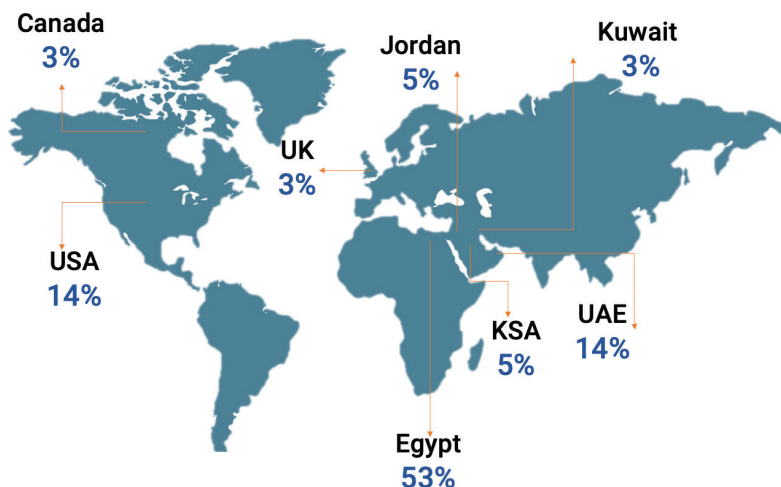 Canada
3%
Jordan
5%
Kuwait
3%
UK
3%
USA
14%
KSA
5%
UAE
14%
Egypt
53%